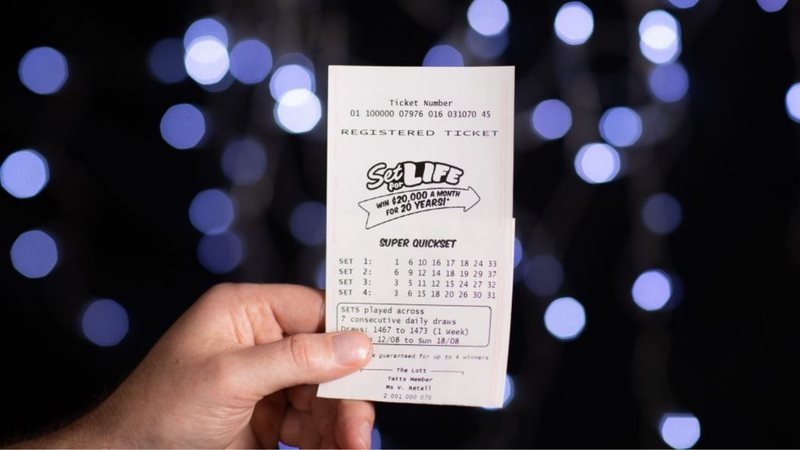 Ticket Number
01 100000 07976 016 031070 45
REGISTERED TICKET
Set for LIFE
WIN $20,000 A MONTH
FOR 20 YEARS!*
SUPER QUICKSET
SET 1: 1 6 10 16 17 18 24 33
SET 2: 6 9 12 14 18 19 29 37
SET 3: 3 5 11 12 15 24 27 32
SET 4: 3 6 15 18 20 26 30 31
SETS played across
7 consecutive daily draws
Draws: 1467 to 1473 (1 Week)
12/08 to Sun 18/08
guaranteed for up to 4 winners
The Lott
Tatts Member
Ms V. Retail
2 001 000 070